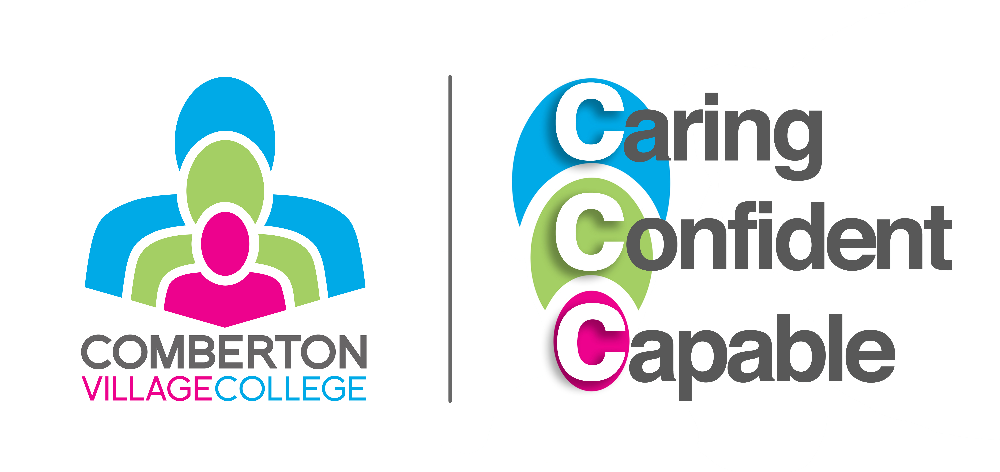 COMBERTON
VILLAGECOLLEGE
Caring
Confident
Capable